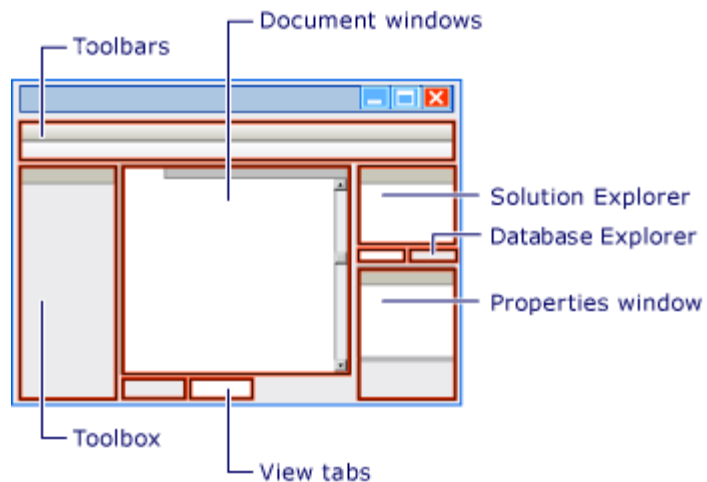 Document windows
Toolbars
Solution Explorer
Database Explorer
Properties window
Toolbox
View tabs